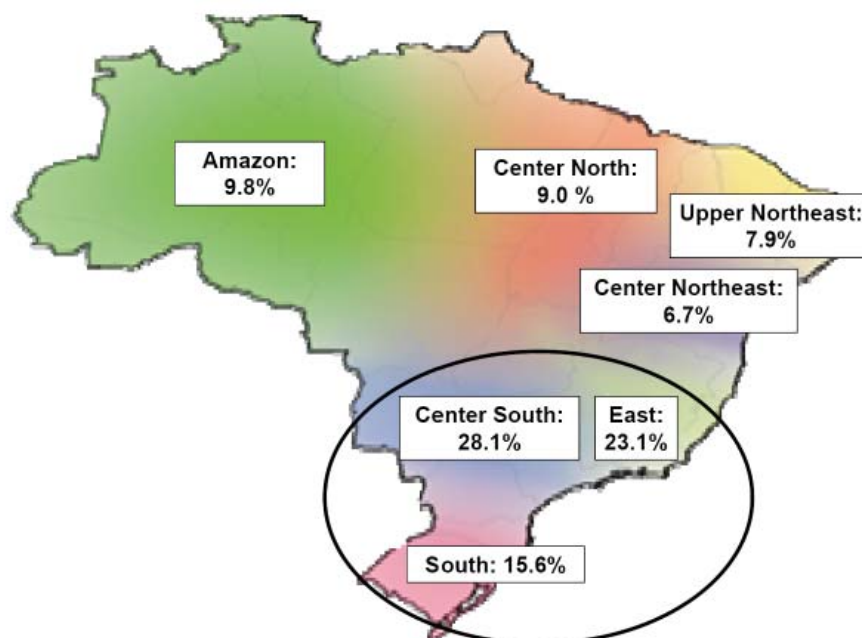 Amazon:
9.8%
Center North:
9.0 %
Upper Northeast:
7.9%
Center Northeast:
6.7%
Center South:
28.1%
East:
23.1%
South: 15.6%